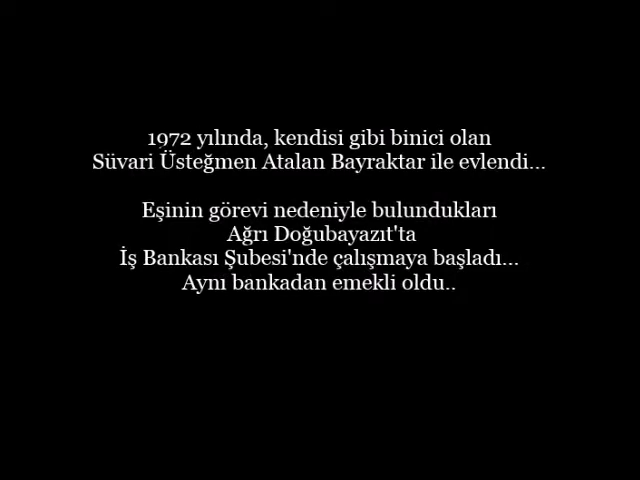 1972 yılında, kendisi gibi binici olan
Süvari Üsteğmen Atalan Bayraktar ile evlendi...
Eşinin görevi nedeniyle bulundukları
Ağrı Doğubayazıt'ta
İş Bankası Şubesi'nde çalışmaya başladı...
Aynı bankadan emekli oldu..